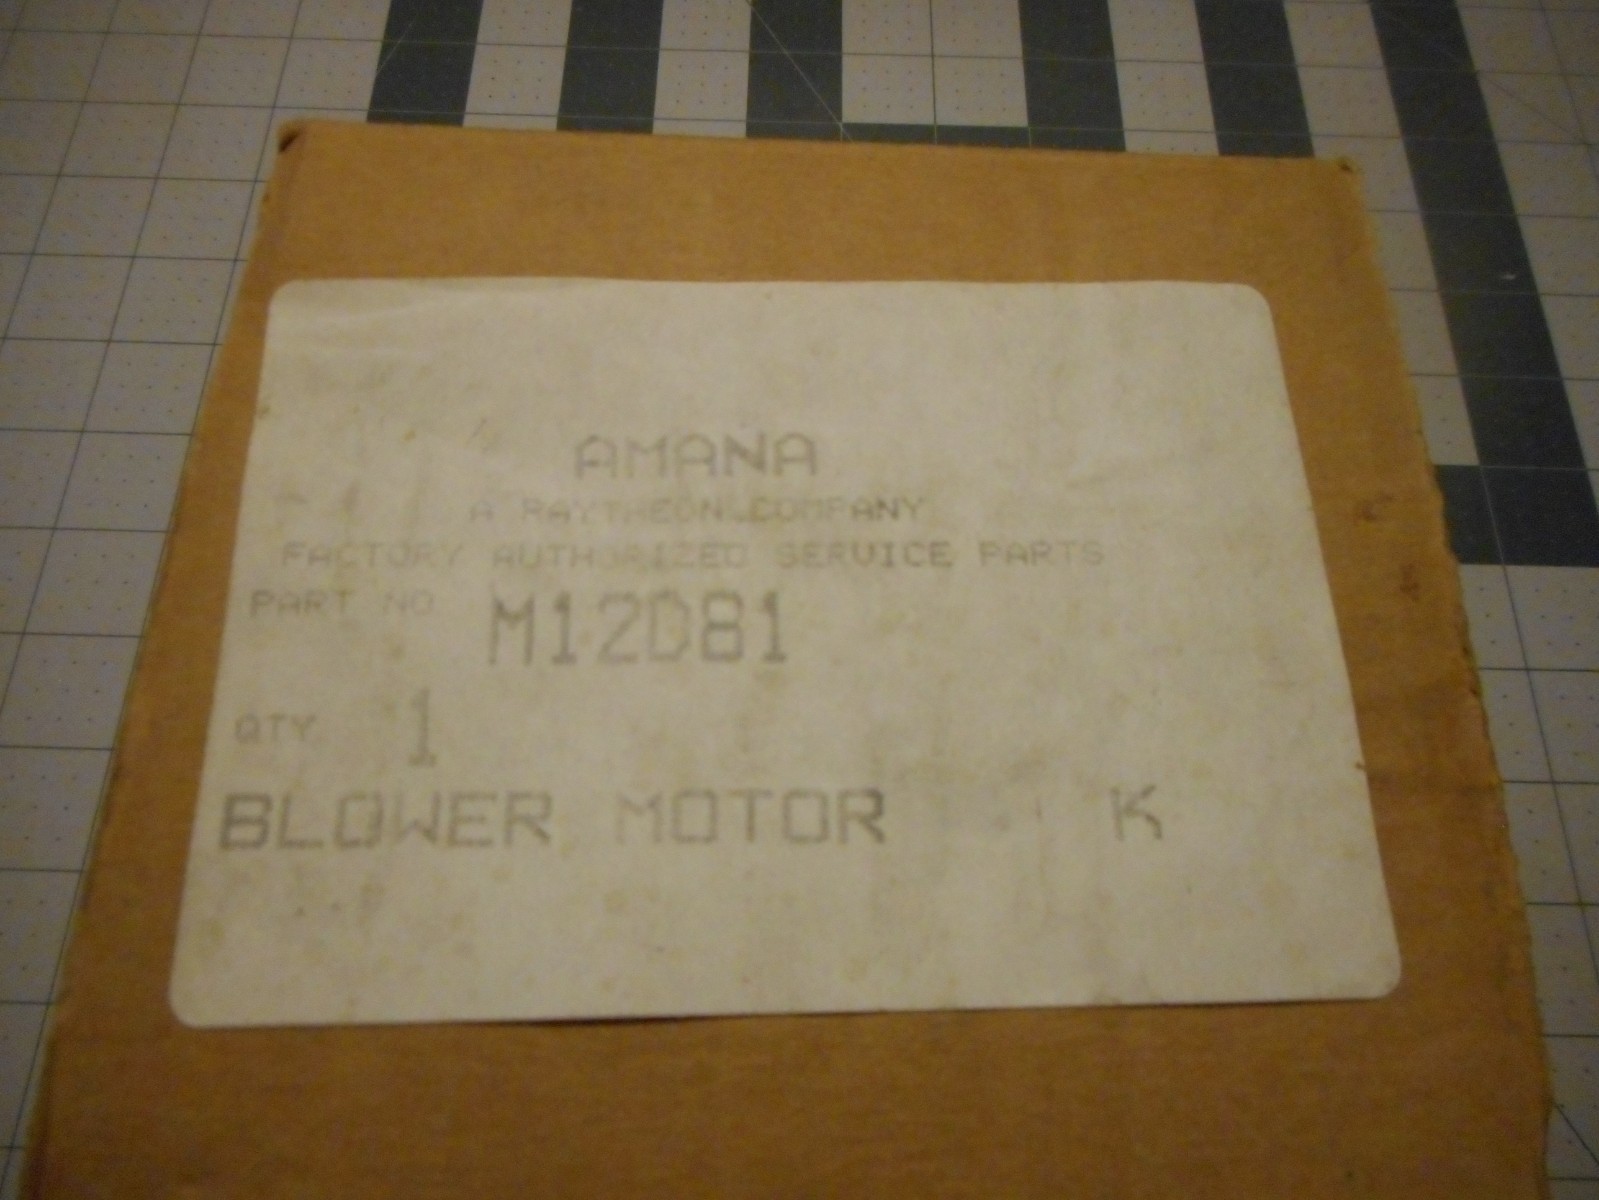 AMANA
A RAYTHEON COMPANY
FACTORY AUTHORIZED SERVICE PARTS
PART NO M12D81
QTY 1
BLOWER MOTOR K